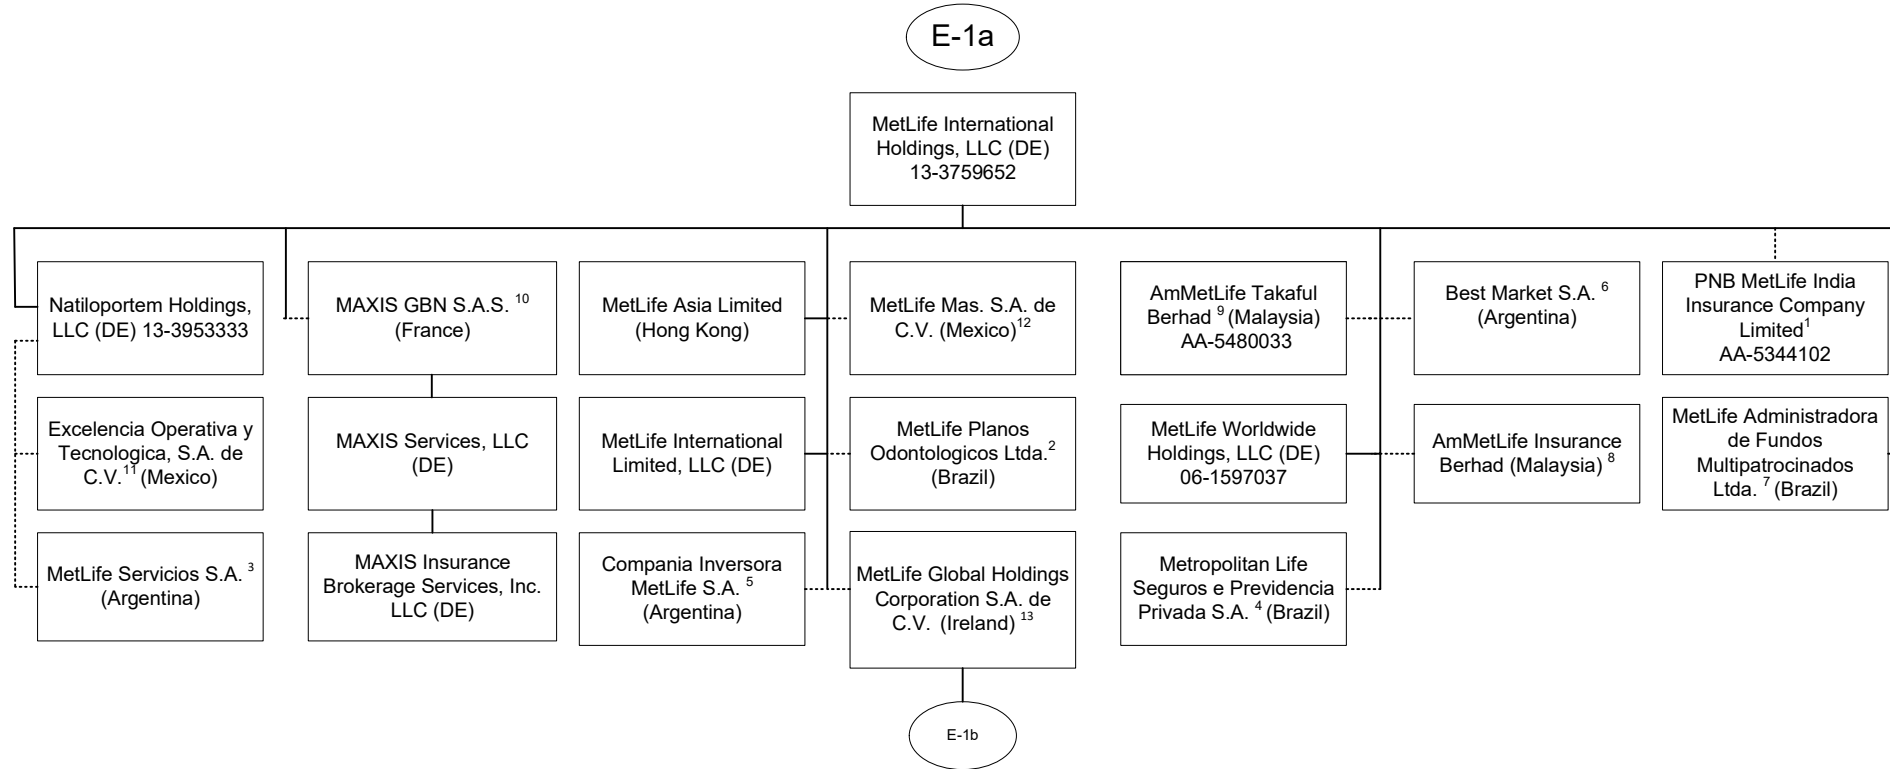 E-1a
MetLife International
Holdings, LLC (DE)
13-3759652
Natiloportem Holdings,
LLC (DE) 13-3953333
MAXIS GBN S.A.S. 10
(France)
MetLife Asia Limited
(Hong Kong)
MetLife Mas. S.A. de
C.V. (Mexico)12
AmMetLife Takaful
Berhad 9 (Malaysia)
AA-5480033
Best Market S.A. 6
(Argentina)
PNB MetLife India
Insurance Company
Limited1
AA-5344102
Excelencia Operativa y
Tecnologica, S.A. de
C.V.11 (Mexico)
MAXIS Services, LLC
(DE)
MetLife International
Limited, LLC (DE)
MetLife Planos
Odontologicos Ltda.2
(Brazil)
MetLife Worldwide
Holdings, LLC (DE)
06-1597037
AmMetLife Insurance
Berhad (Malaysia) 8
MetLife Administradora
de Fundos
Multipatrocinados
Ltda. 7 (Brazil)
MetLife Servicios S.A. 3
(Argentina)
MAXIS Insurance
Brokerage Services, Inc.
LLC (DE)
Compania Inversora
MetLife S.A. 5
(Argentina)
MetLife Global Holdings
Corporation S.A. de
C.V. (Ireland) 13
Metropolitan Life
Seguros e Previdencia
Privada S.A. 4 (Brazil)
E-1b